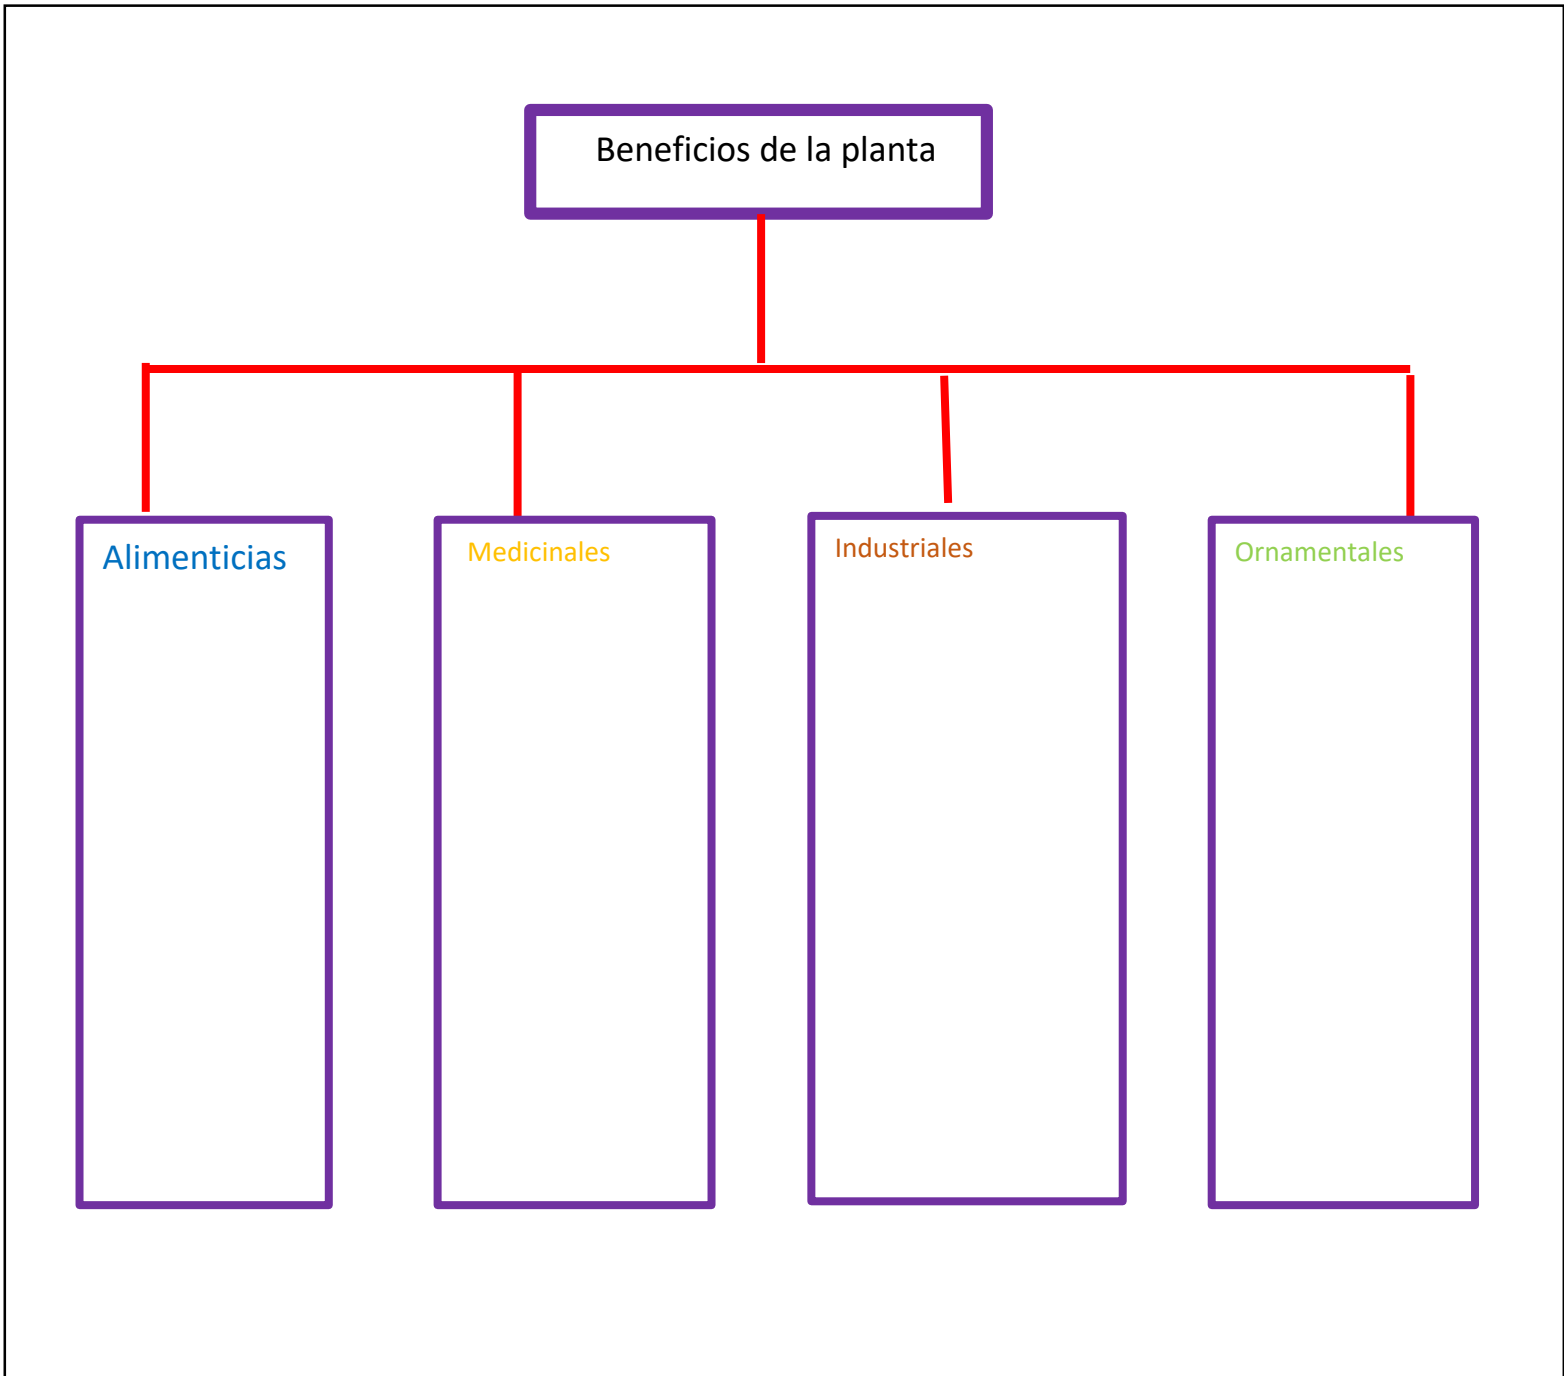 Beneficios de la planta
Alimenticias
Medicinales
Industriales
Ornamentales